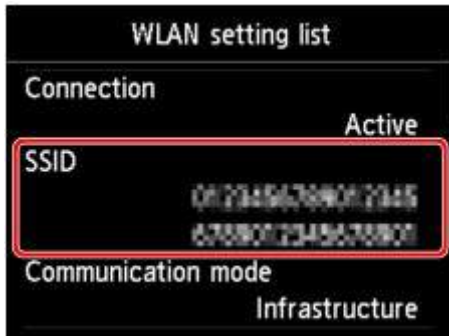 WLAN setting list
Connection
Active
SSID
Communication mode
Infrastructure